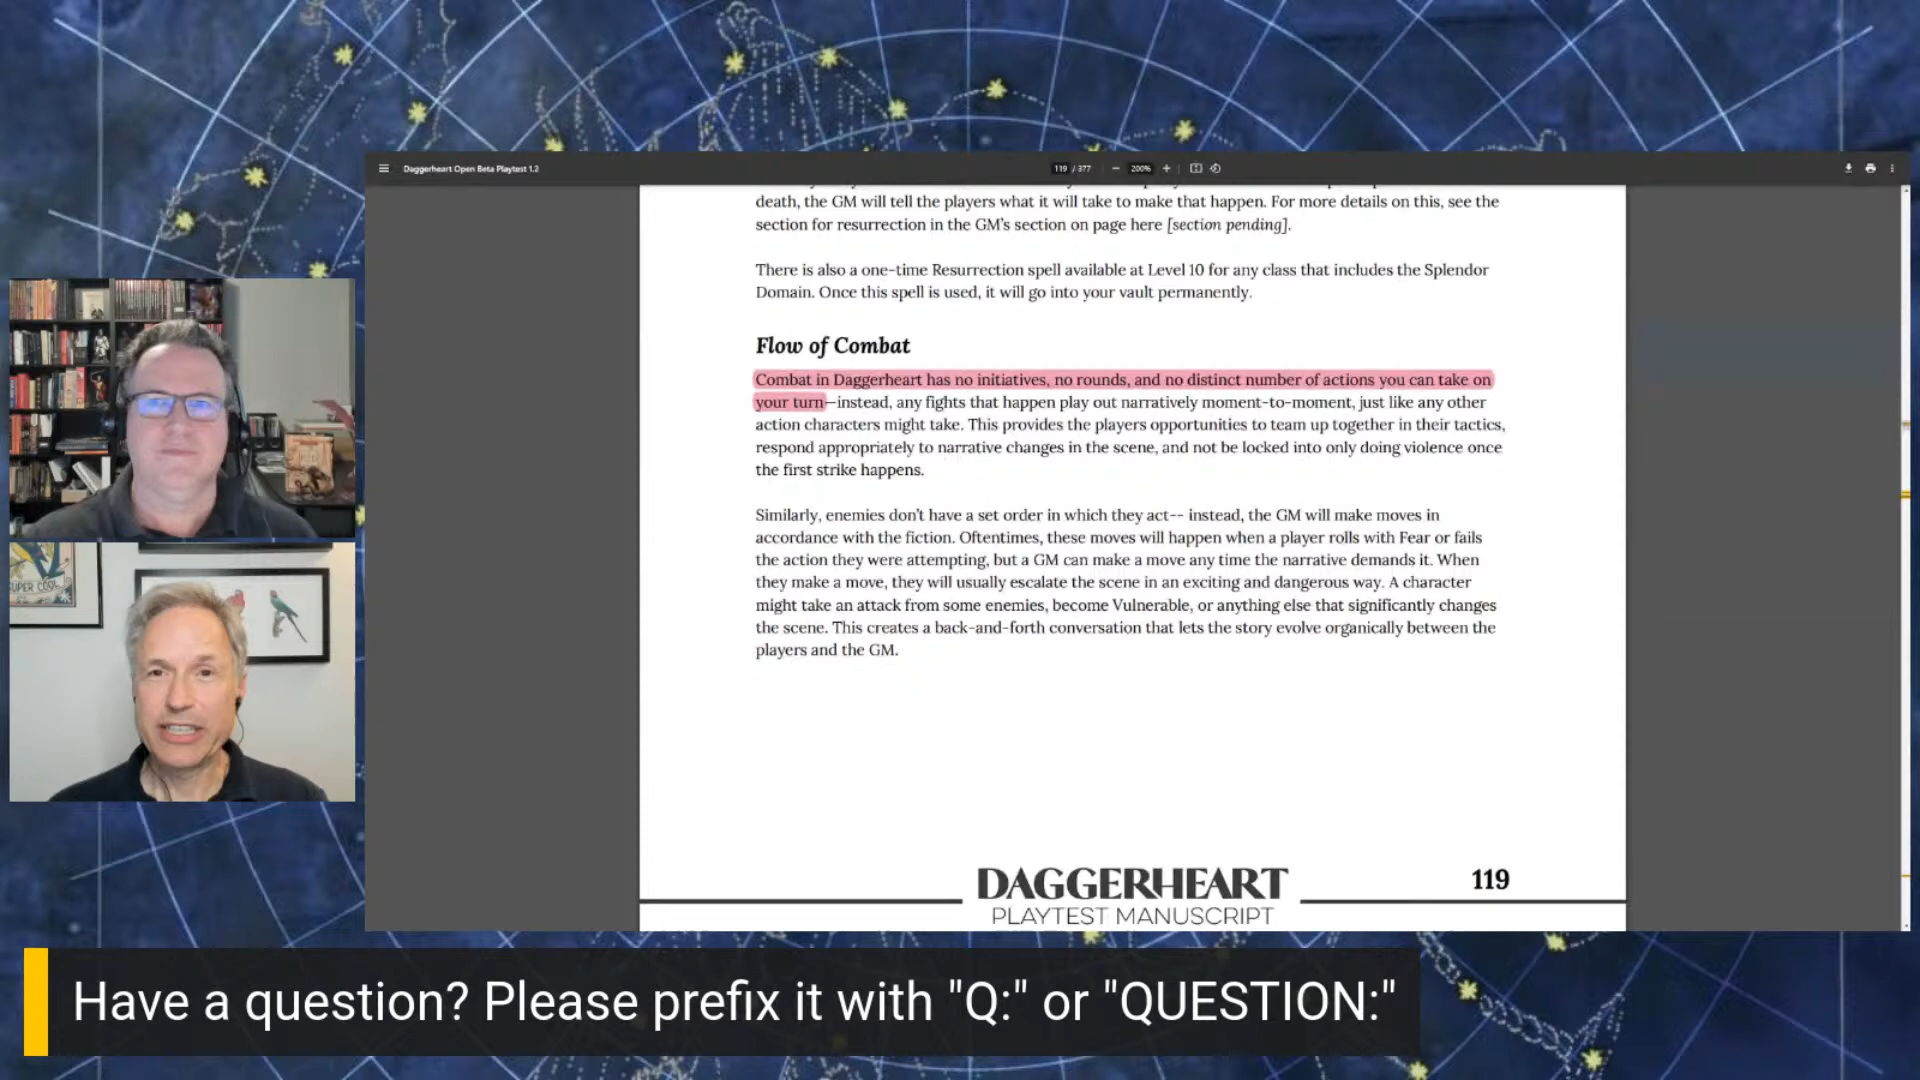 Daggerheart Open Beta Playtest 1.2
119 / 377
200%
death, the GM will tell the players what it will take to make that happen. For more details on this, see the
section for resurrection in the GM's section on page here [section pending].
There is also a one-time Resurrection spell available at Level 10 for any class that includes the Splendor
Domain. Once this spell is used, it will go into your vault permanently.
Flow of Combat
Combat in Daggerheart has no initiatives, no rounds, and no distinct number of actions you can take on
your turn—instead, any fights that happen play out narratively moment-to-moment, just like any other
action characters might take. This provides the players opportunities to team up together in their tactics,
respond appropriately to narrative changes in the scene, and not be locked into only doing violence once
the first strike happens.
Similarly, enemies don't have a set order in which they act-- instead, the GM will make moves in
accordance with the fiction. Oftentimes, these moves will happen when a player rolls with Fear or fails
the action they were attempting, but a GM can make a move any time the narrative demands it. When
they make a move, they will usually escalate the scene in an exciting and dangerous way. A character
might take an attack from some enemies, become Vulnerable, or anything else that significantly changes
the scene. This creates a back-and-forth conversation that lets the story evolve organically between the
players and the GM.
DAGGERHEART
PLAYTEST MANUSCRIPT
119
SUPER COOL
Have a question? Please prefix it with "Q:" or "QUESTION:"